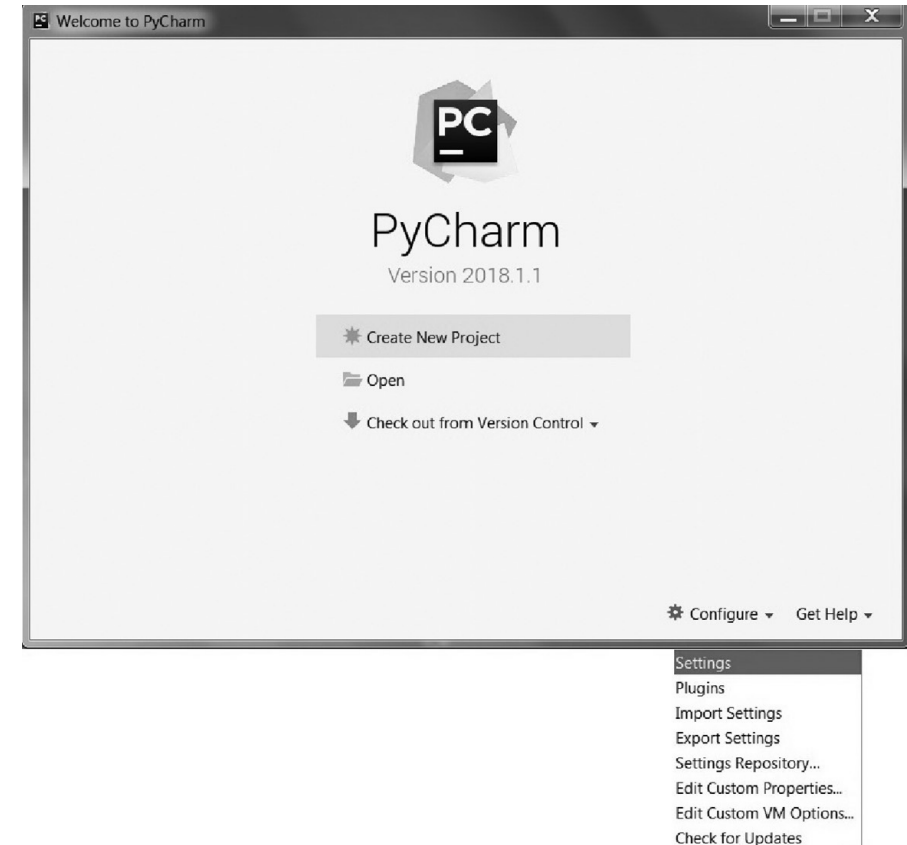 Welcome to PyCharm
PC
PyCharm
Version 2018.1.1
Create New Project
Open
Check out from Version Control
Configure
Get Help
Settings
Plugins
Import Settings
Export Settings
Settings Repository...
Edit Custom Properties...
Edit Custom VM Options...
Check for Updates